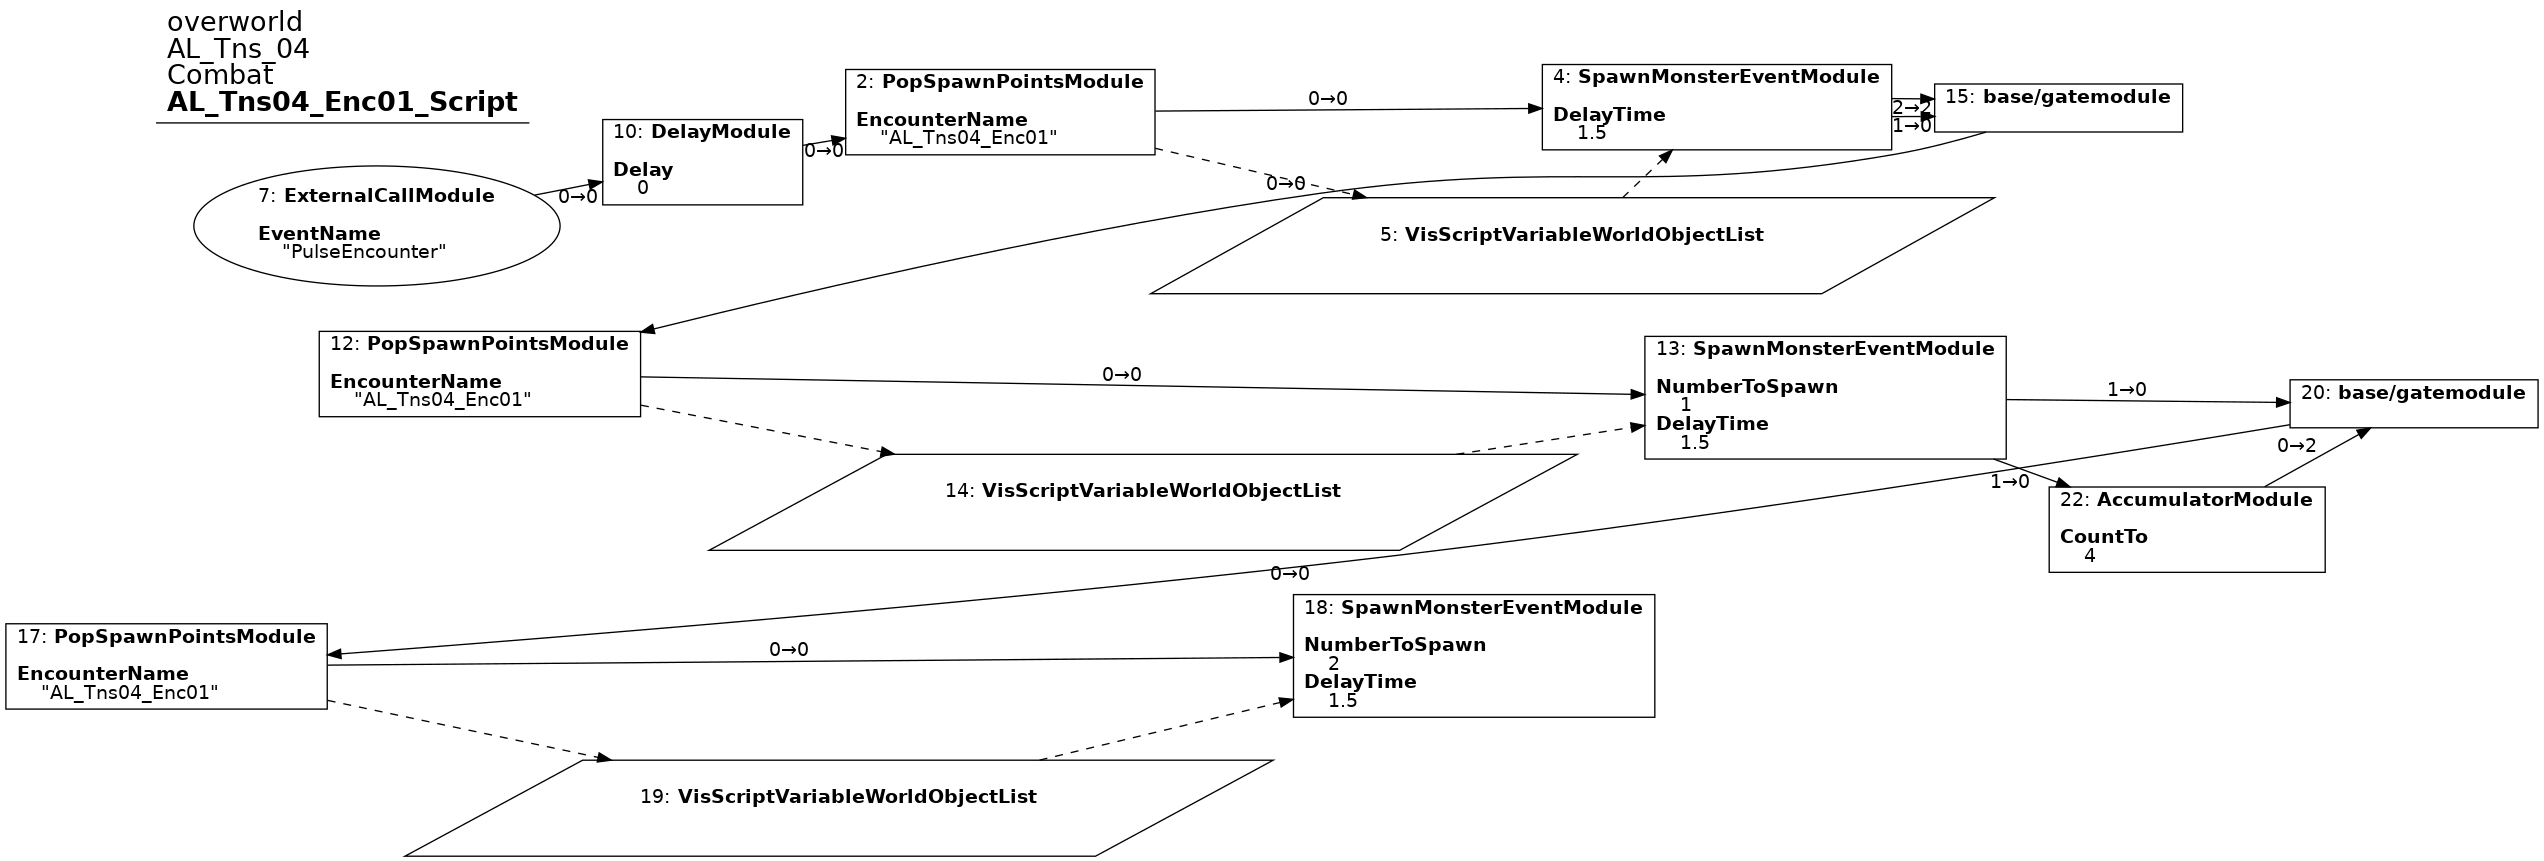 overworld
AL_Tns_04
Combat
AL_Tns04_Enc01_Script
7: ExternalCallModule
EventName
"PulseEncounter"
0→0
10: DelayModule
Delay
0
0→0
2: PopSpawnPointsModule
EncounterName
"AL_Tns04_Enc01"
0→0
4: SpawnMonsterEventModule
DelayTime
1.5
2→2
1→0
15: base/gatemodule
0→0
5: VisScriptVariableWorldObjectList
12: PopSpawnPointsModule
EncounterName
"AL_Tns04_Enc01"
0→0
13: SpawnMonsterEventModule
NumberToSpawn
1
DelayTime
1.5
1→0
20: base/gatemodule
0→2
1→0
14: VisScriptVariableWorldObjectList
22: AccumulatorModule
CountTo
4
0→0
17: PopSpawnPointsModule
EncounterName
"AL_Tns04_Enc01"
0→0
18: SpawnMonsterEventModule
NumberToSpawn
2
DelayTime
1.5
19: VisScriptVariableWorldObjectList